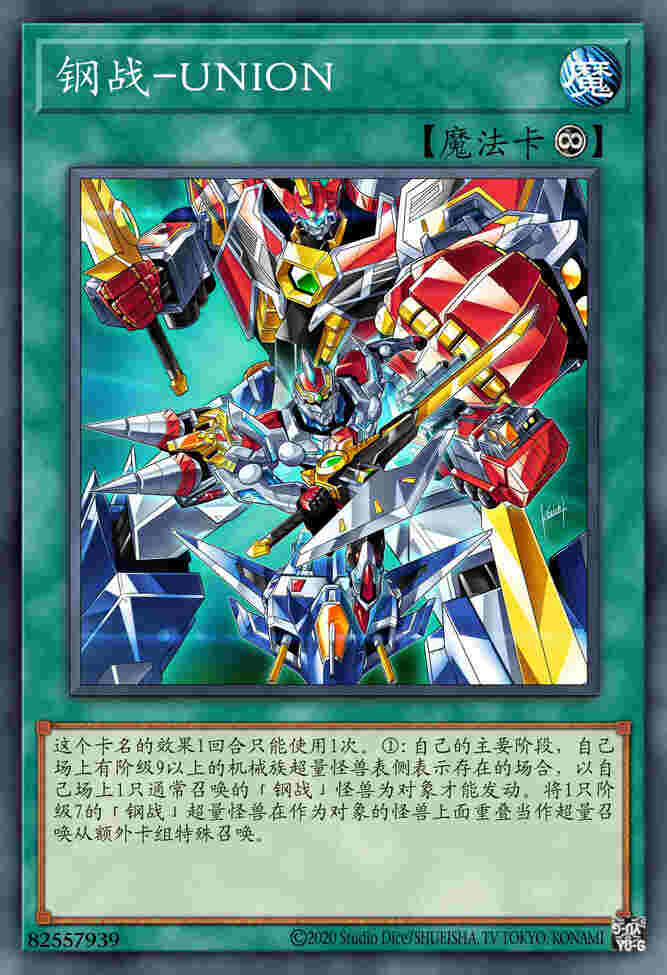 钢战-UNION
魔
【魔法卡 】
这个卡名的效果1回合只能使用1次。①:自己的主要阶段,自己
场上有阶级9以上的机械族超量怪兽表侧表示存在的场合,以自
己场上1只通常召唤的「钢战」怪兽为对象才能发动。将1只阶
级7的「钢战」超量怪兽在作为对象的怪兽上面重叠当作超量召
唤从额外卡组特殊召唤。
82557939
©2020 Studio Dice/SHUEISHA, TV TOKYO, KONAMI